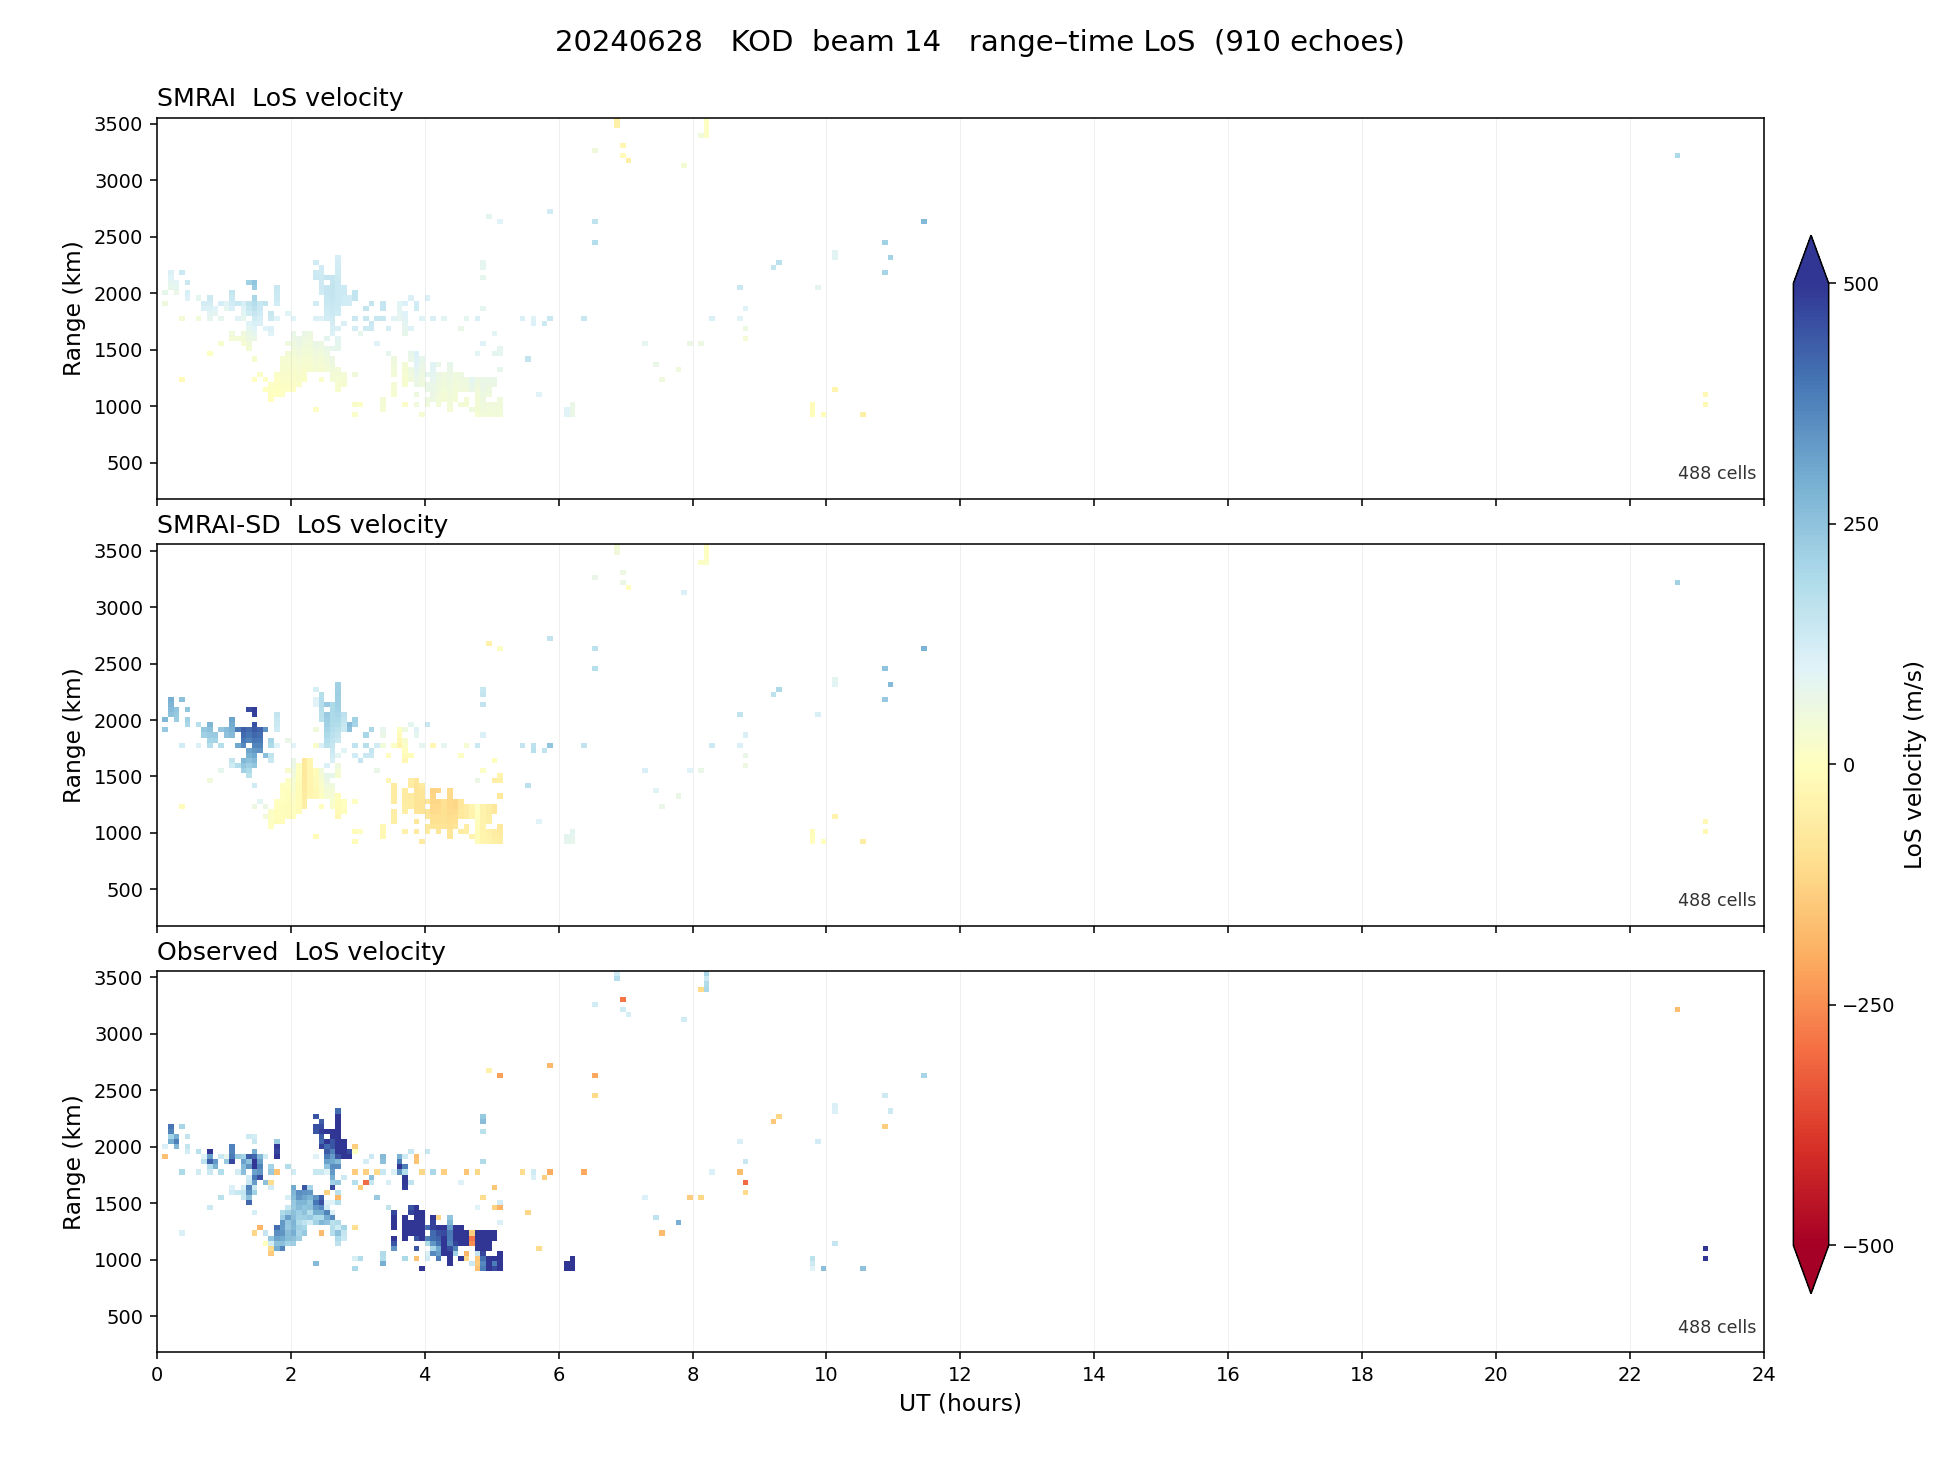 20240628   KOD  beam 14   range–time LoS  (910 echoes)
SMRAI  LoS velocity
3500
3000
2500
2000
1500
1000
500
Range (km)
488 cells
SMRAI-SD  LoS velocity
3500
3000
2500
2000
1500
1000
500
Range (km)
488 cells
Observed  LoS velocity
3500
3000
2500
2000
1500
1000
500
Range (km)
488 cells
0 2 4 6 8 10 12 14 16 18 20 22 24
UT (hours)
500
250
0
−250
−500
LoS velocity (m/s)